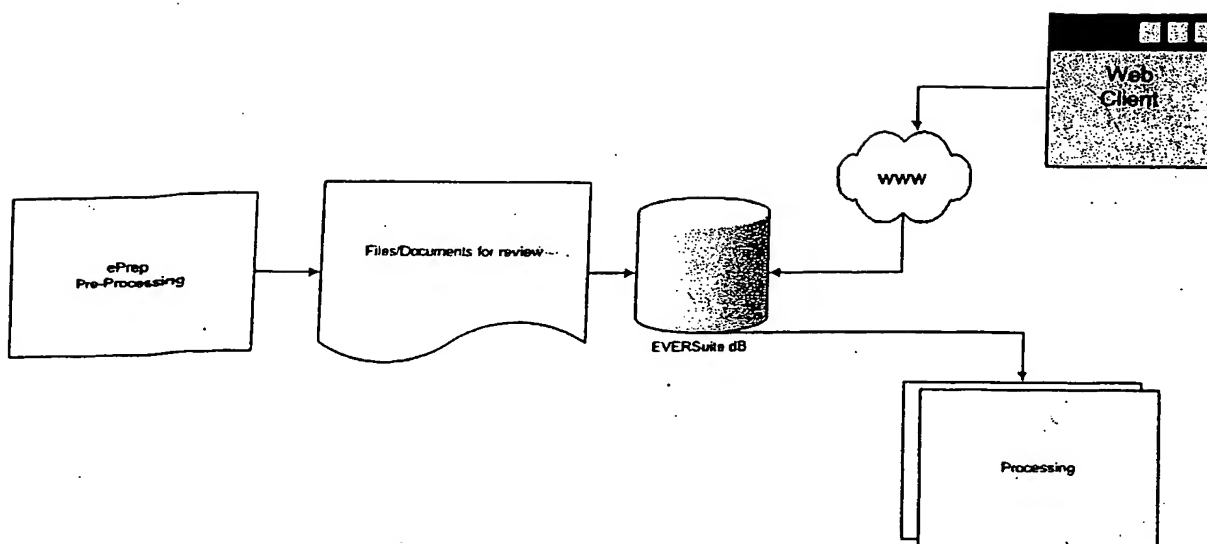 Web
Client
www
ePrep
Pre-Processing
Files/Documents for review
EVERSuite dB
Processing